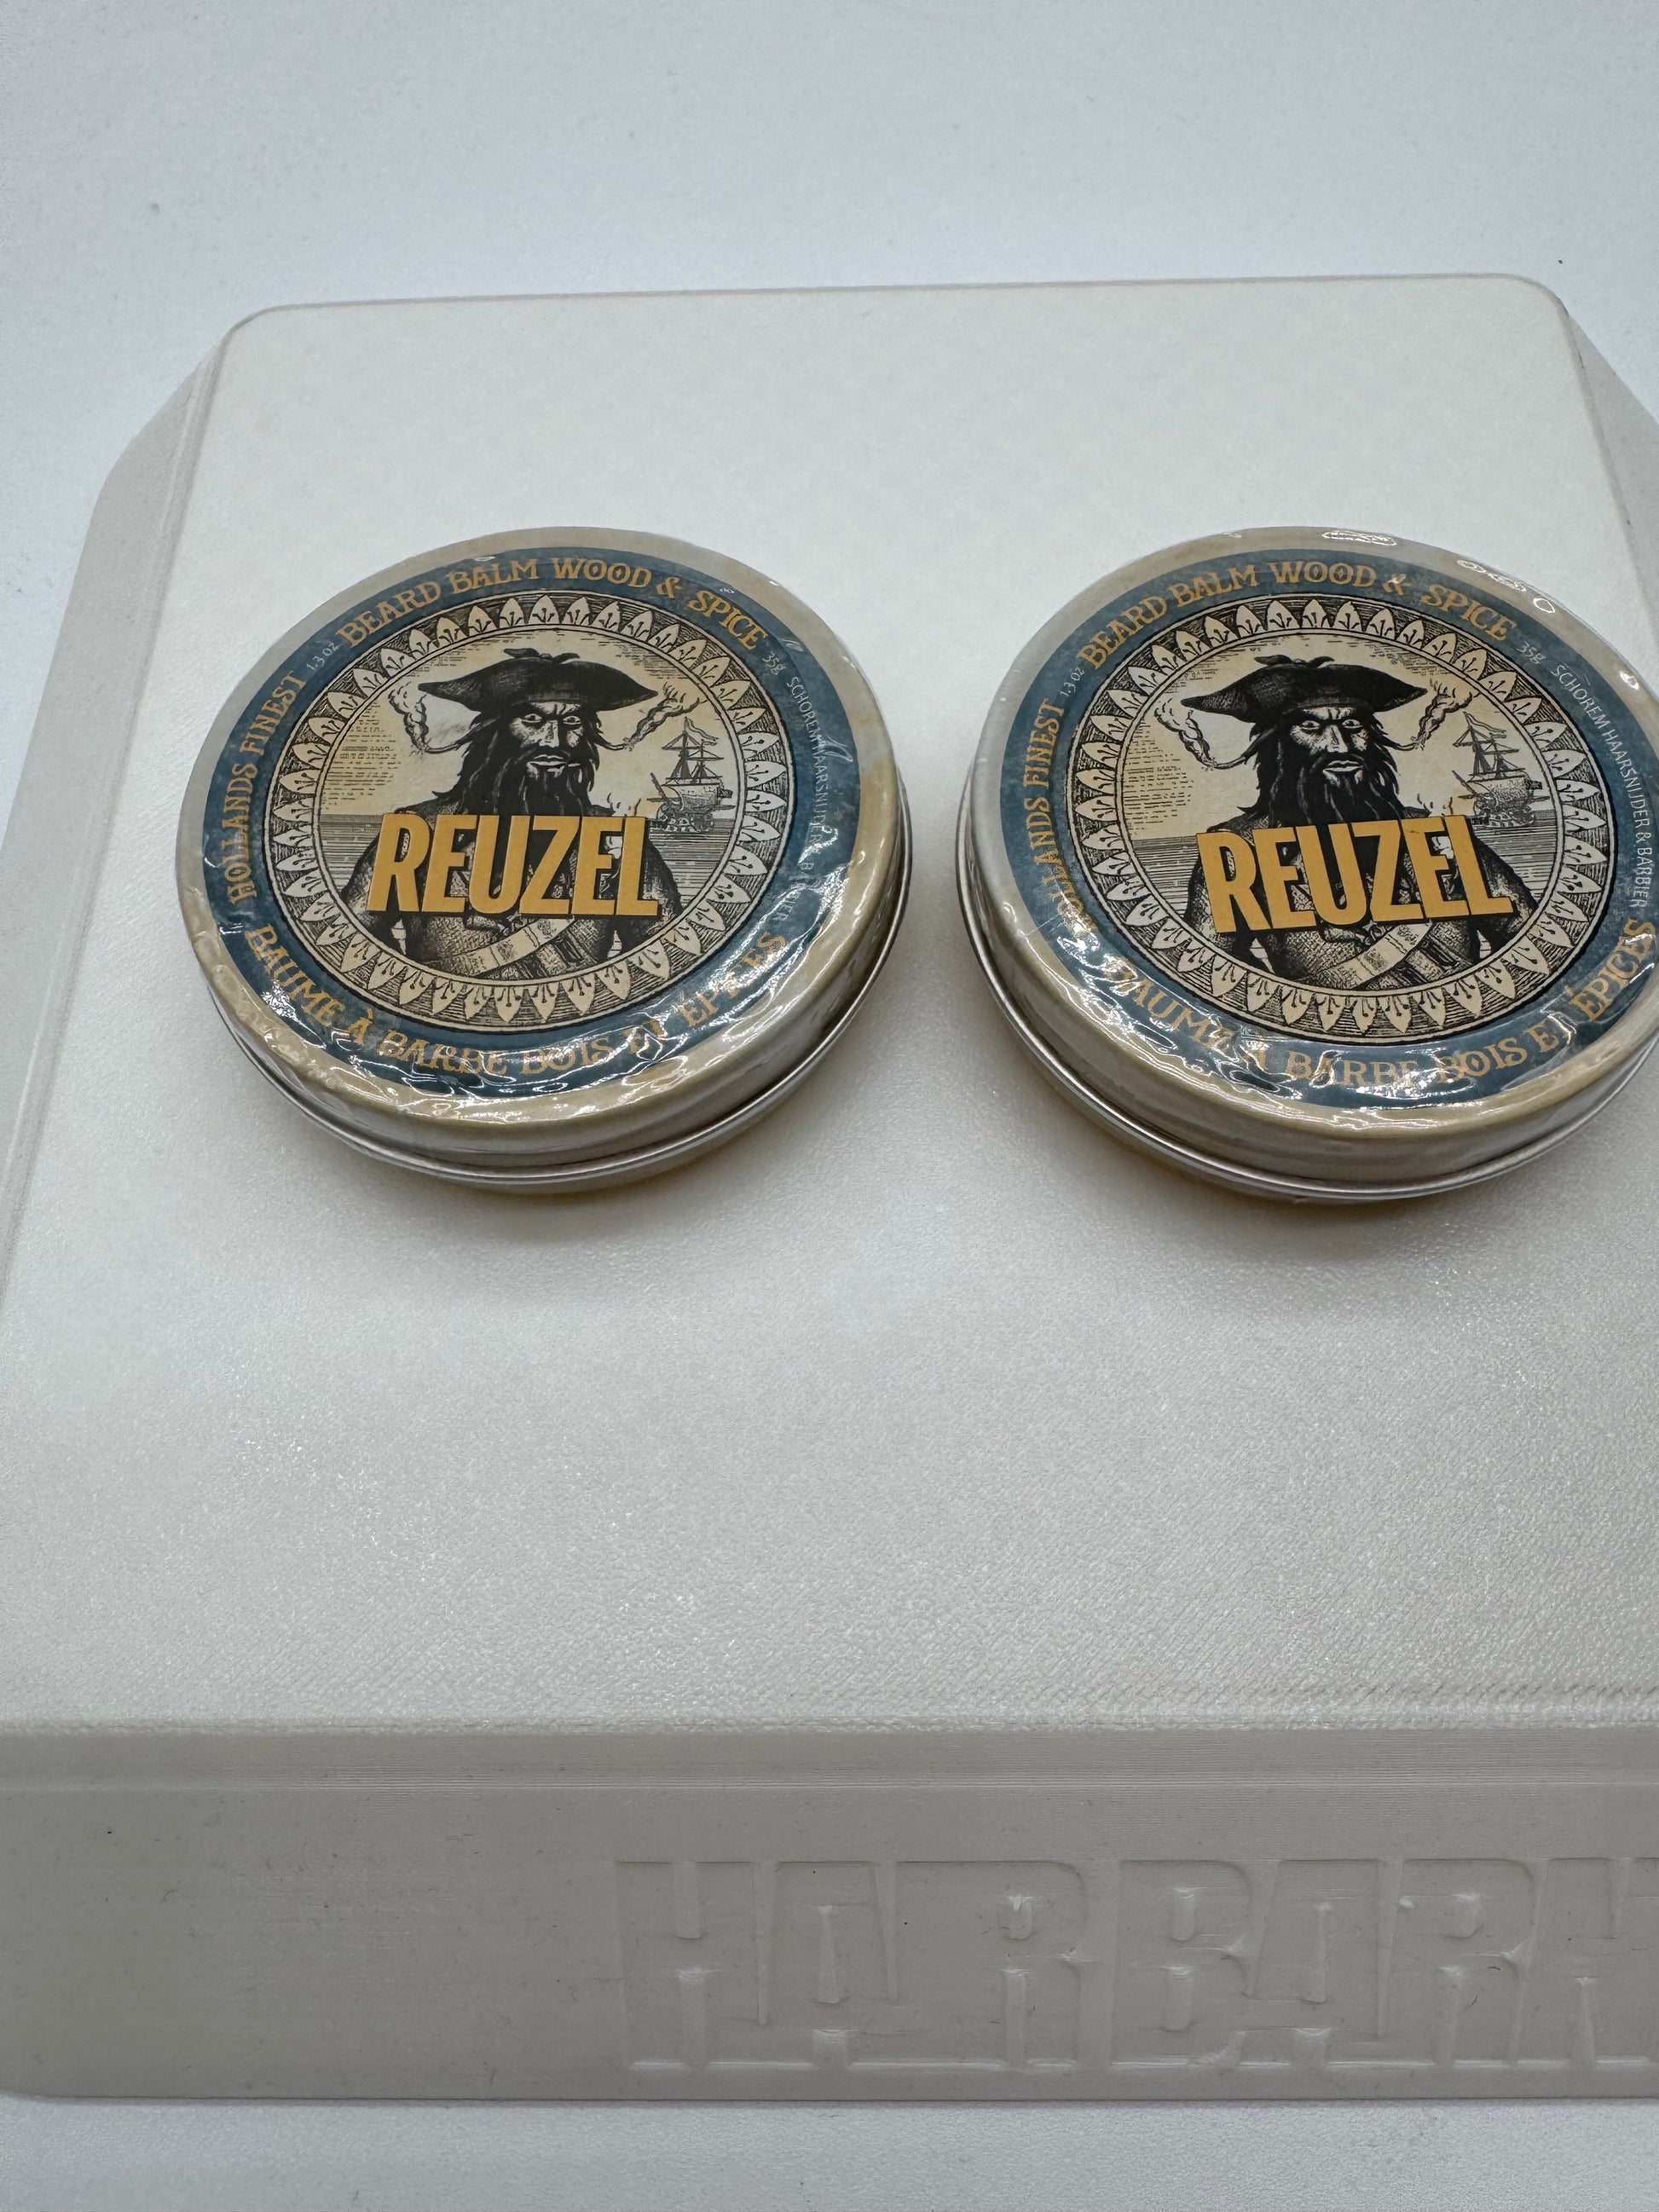 HOLLANDS FINEST 1.3 oz BEARD BALM WOOD & SPICE 35g SCHOREM HAARSNIJDER & BARBIER
REUZEL
BAUME À BARBE BOIS ET ÉPICES
HOLLANDS FINEST 1.3 oz BEARD BALM WOOD & SPICE 35g SCHOREM HAARSNIJDER & BARBIER
REUZEL
BAUME À BARBE BOIS ET ÉPICES